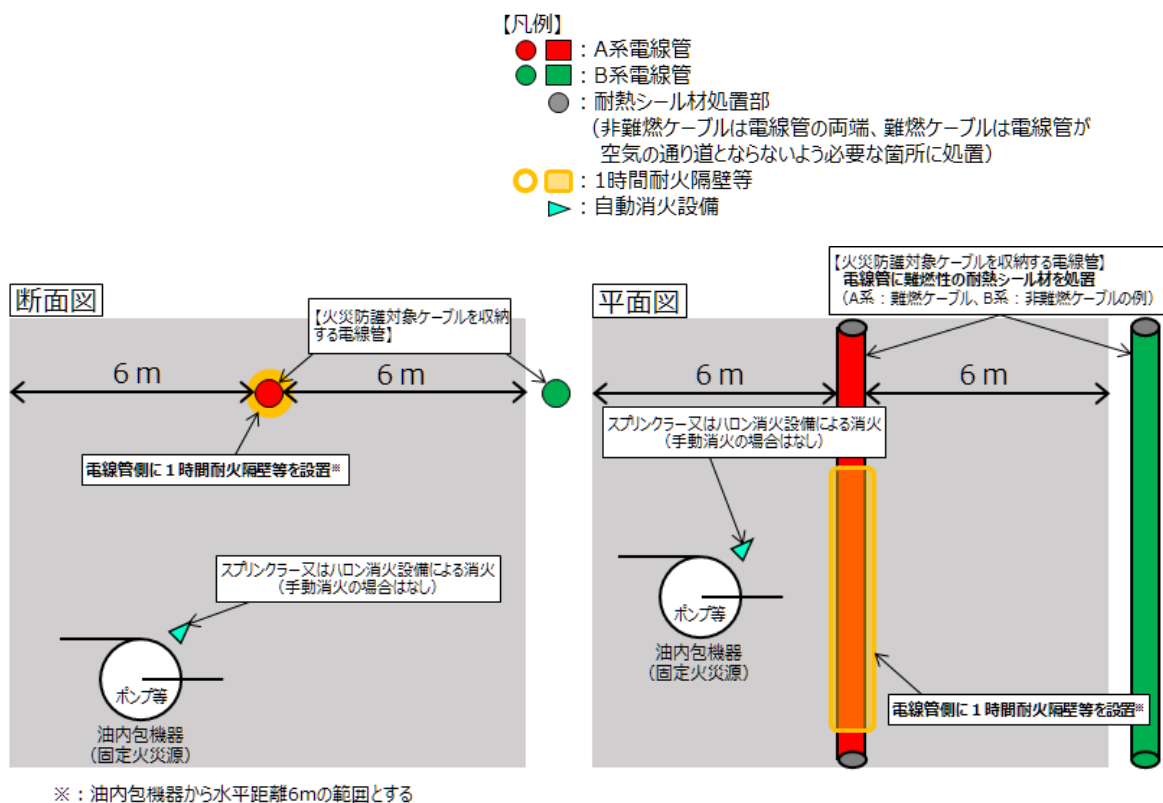 【凡例】
：A系電線管
：B系電線管
：耐熱シール材処置部
（非難燃ケーブルは電線管の両端、難燃ケーブルは電線管が
空気の通り道とならないよう必要な箇所に処置）
：1時間耐火隔壁等
：自動消火設備
断面図
【火災防護対象ケーブルを収納
する電線管】
6ｍ
6ｍ
電線管側に１時間耐火隔壁等を設置※
スプリンクラー又はハロン消火設備による消火
（手動消火の場合はなし）
ポンプ等
油内包機器
（固定火災源）
平面図
【火災防護対象ケーブルを収納する電線管】
電線管に難燃性の耐熱シール材を処置
（A系：難燃ケーブル、B系：非難燃ケーブルの例）
6ｍ
6ｍ
スプリンクラー又はハロン消火設備による消火
（手動消火の場合はなし）
ポンプ等
油内包機器
（固定火災源）
電線管側に１時間耐火隔壁等を設置※
※：油内包機器から水平距離6mの範囲とする